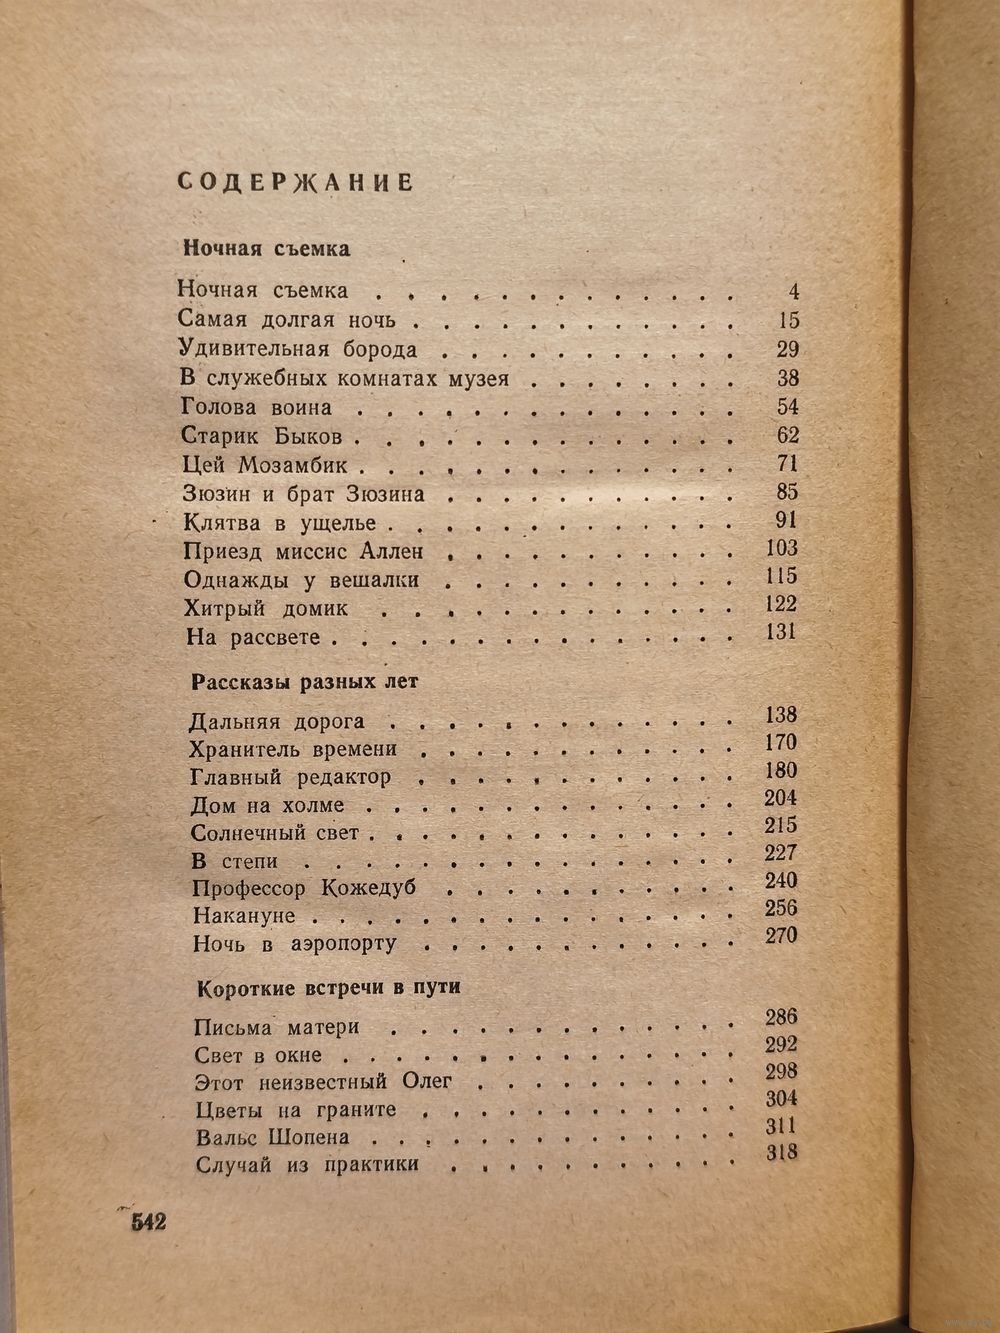 СОДЕРЖАНИЕ
Ночная съемка
Ночная съемка . . . . . . . . . . . . . 4
Самая долгая ночь . . . . . . . . . . . 15
Удивительная борода . . . . . . . . . . 29
В служебных комнатах музея . . . . . . . 38
Голова воина . . . . . . . . . . . . . 54
Старик Быков . . . . . . . . . . . . . 62
Цей Мозамбик . . . . . . . . . . . . . 71
Зюзин и брат Зюзина . . . . . . . . . . 85
Клятва в ущелье . . . . . . . . . . . . 91
Приезд миссис Аллен . . . . . . . . . . 103
Однажды у вешалки . . . . . . . . . . . 115
Хитрый домик . . . . . . . . . . . . . 122
На рассвете . . . . . . . . . . . . . . 131
Рассказы разных лет
Дальняя дорога . . . . . . . . . . . . 138
Хранитель времени . . . . . . . . . . . 170
Главный редактор . . . . . . . . . . . 180
Дом на холме . . . . . . . . . . . . . 204
Солнечный свет . . . . . . . . . . . . 215
В степи . . . . . . . . . . . . . . . 227
Профессор Кожедуб . . . . . . . . . . . 240
Накануне . . . . . . . . . . . . . . . 256
Ночь в аэропорту . . . . . . . . . . . 270
Короткие встречи в пути
Письма матери . . . . . . . . . . . . 286
Свет в окне . . . . . . . . . . . . . . 292
Этот неизвестный Олег . . . . . . . . . 298
Цветы на граните . . . . . . . . . . . 304
Вальс Шопена . . . . . . . . . . . . . 311
Случай из практики . . . . . . . . . . 318
542